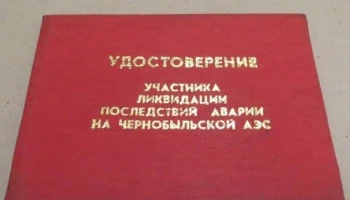 УДОСТОВЕРЕНИЕ
УЧАСТНИКА
ЛИКВИДАЦИИ
ПОСЛЕДСТВИЙ АВАРИИ
НА ЧЕРНОБЫЛЬСКОЙ АЭС